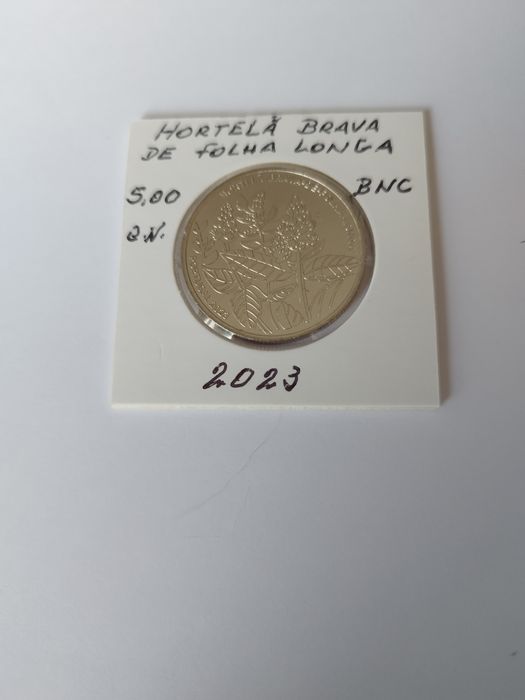 HORTELÃ BRAVA
DE FOLHA LONGA
5,00
BNC
C.N.
2023